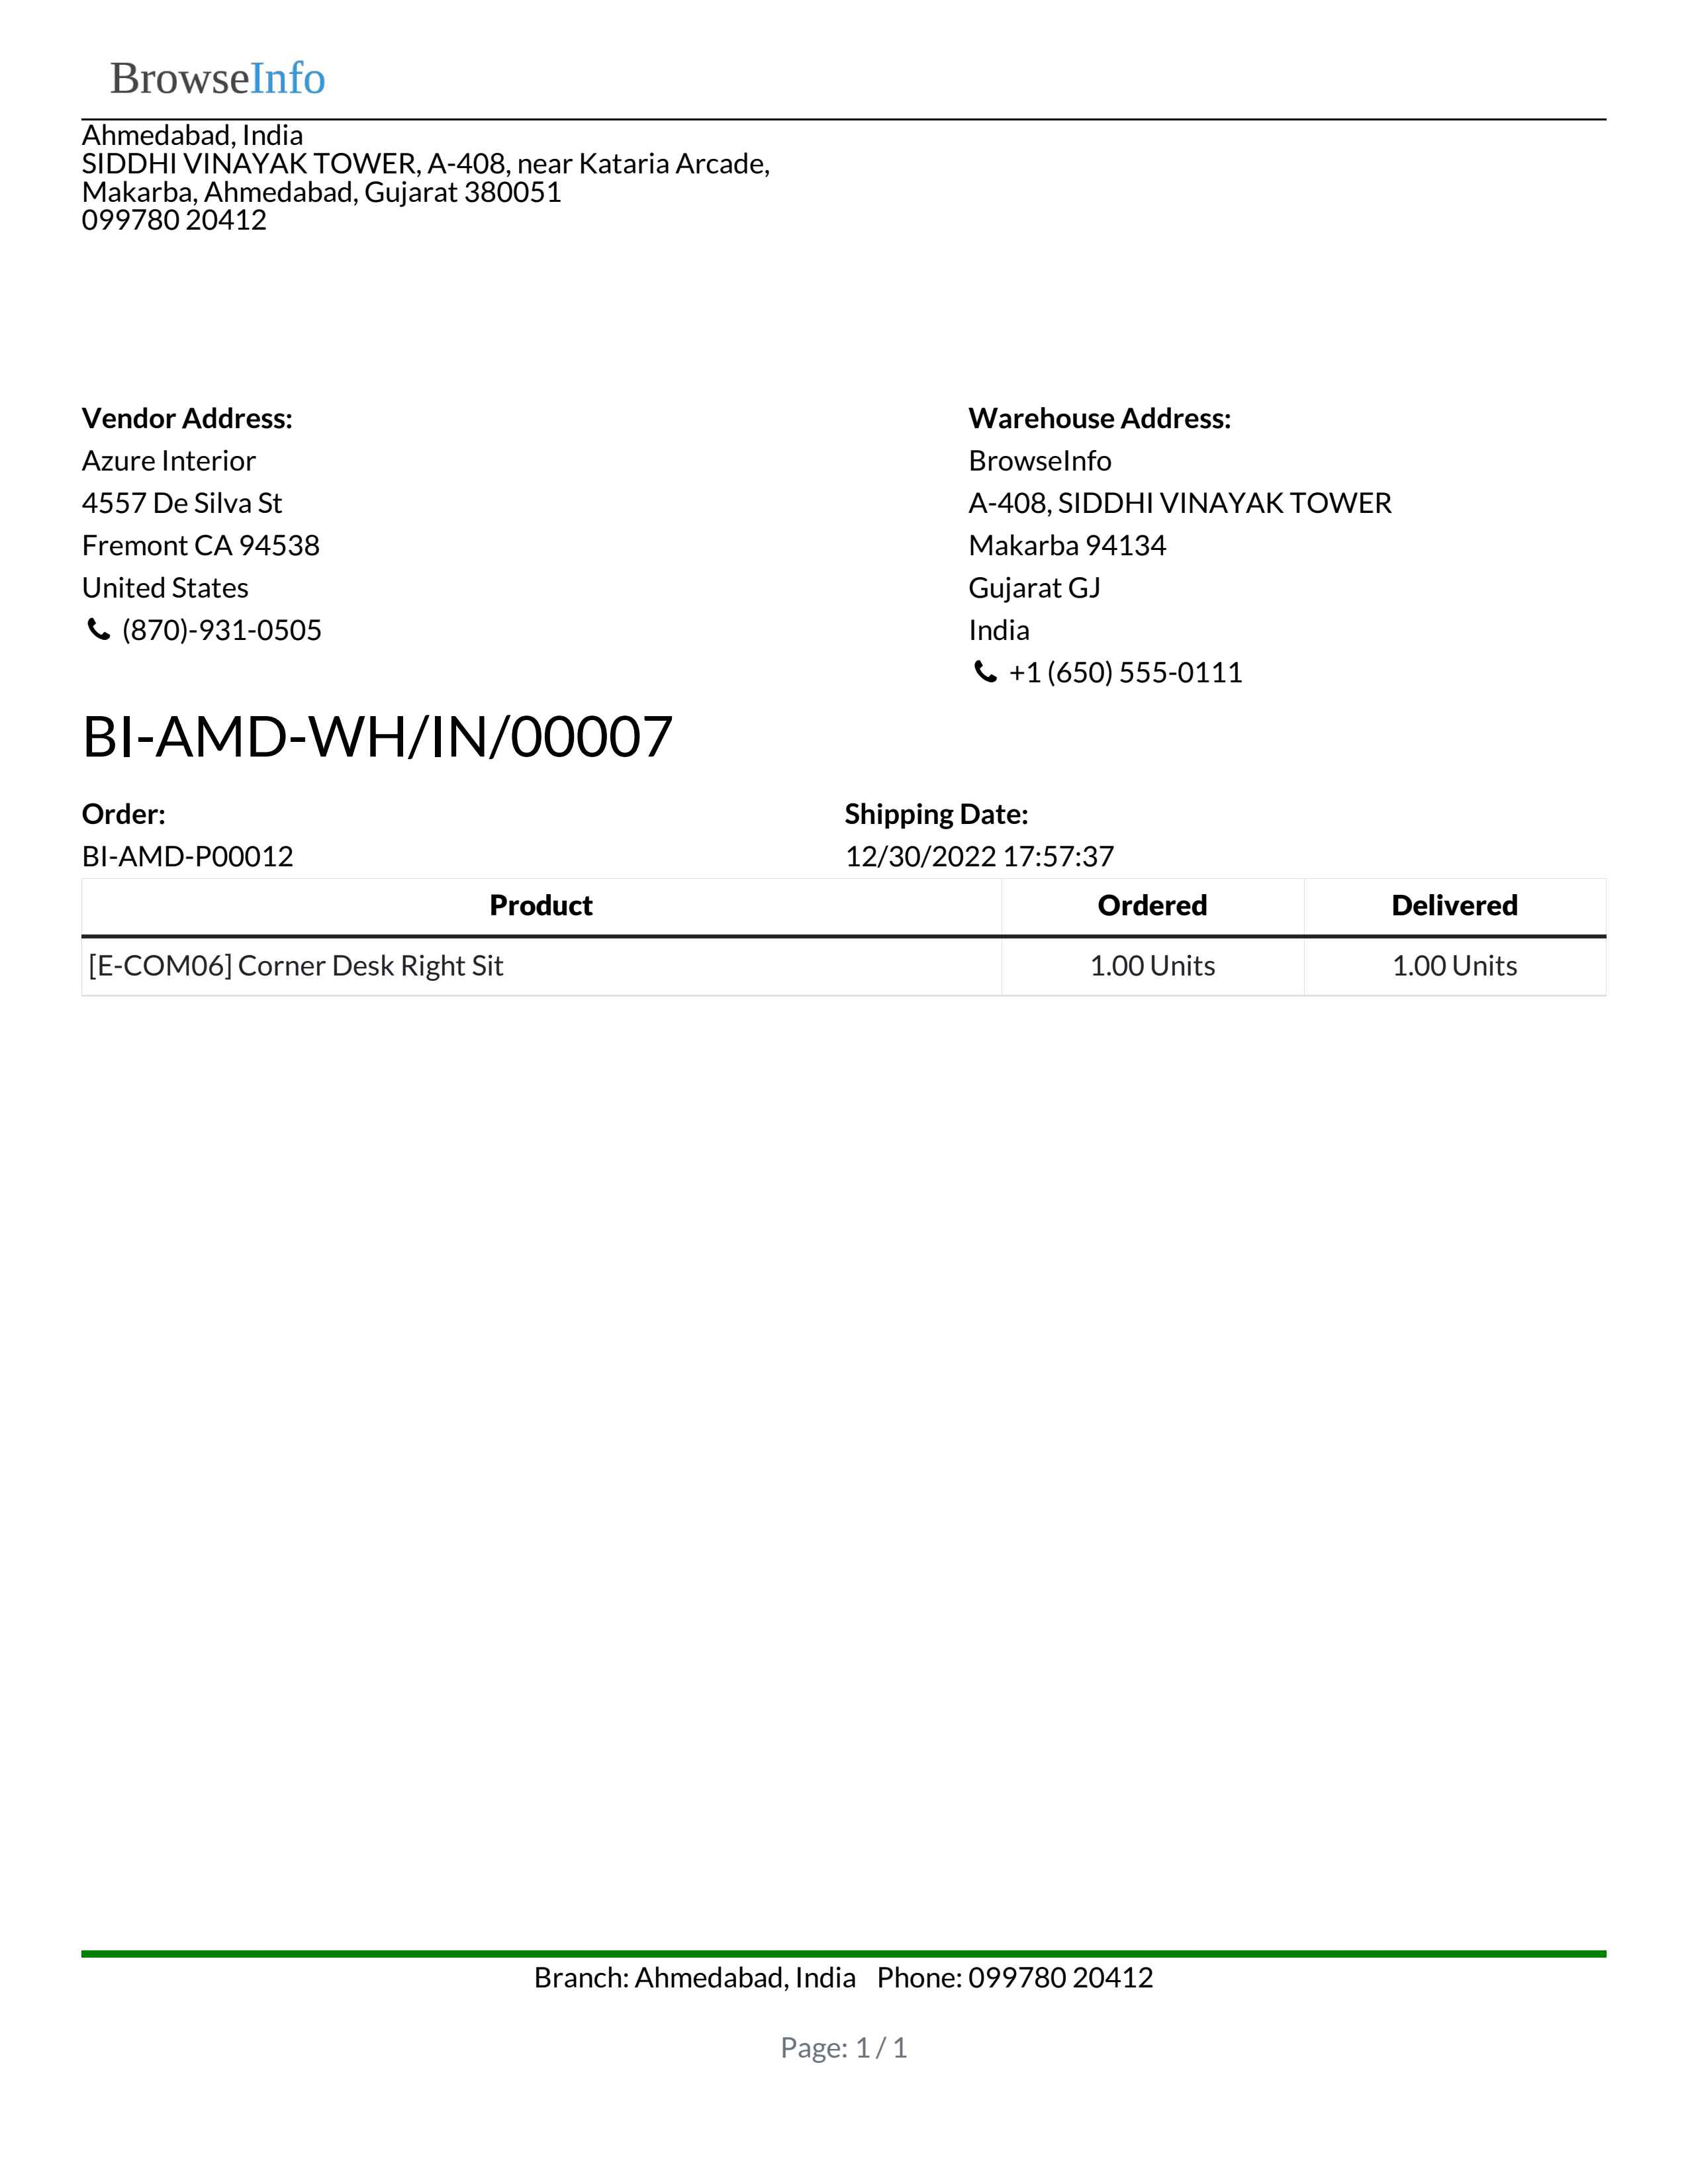 BrowseInfo
Ahmedabad, India
SIDDHI VINAYAK TOWER, A-408, near Kataria Arcade,
Makarba, Ahmedabad, Gujarat 380051
099780 20412
Vendor Address:
Azure Interior
4557 De Silva St
Fremont CA 94538
United States
(870)-931-0505
Warehouse Address:
BrowseInfo
A-408, SIDDHI VINAYAK TOWER
Makarba 94134
Gujarat GJ
India
+1 (650) 555-0111
BI-AMD-WH/IN/00007
Order:
BI-AMD-P00012
Shipping Date:
12/30/2022 17:57:37
Product Ordered Delivered
[E-COM06] Corner Desk Right Sit 1.00 Units 1.00 Units
Branch: Ahmedabad, India Phone: 099780 20412
Page: 1 / 1